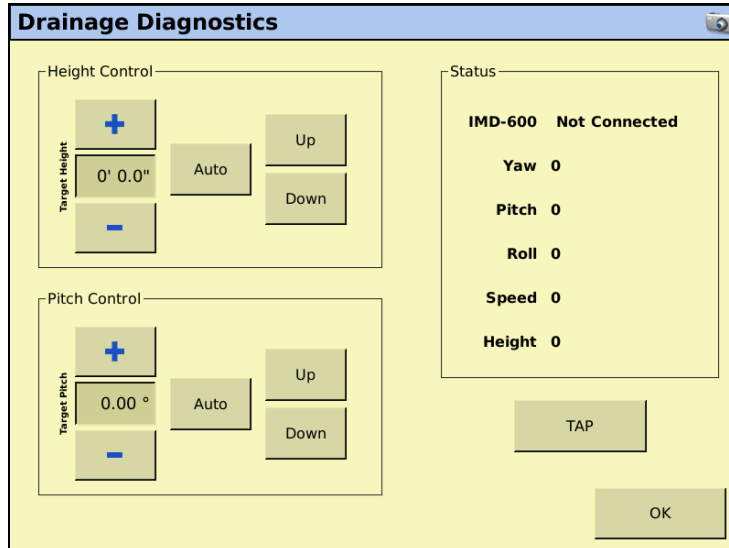 Drainage Diagnostics
Height Control
+
Target Height
0' 0.0"
−
Auto
Up
Down
Pitch Control
+
Target Pitch
0.00 °
−
Auto
Up
Down
Status
IMD-600 Not Connected
Yaw 0
Pitch 0
Roll 0
Speed 0
Height 0
TAP
OK